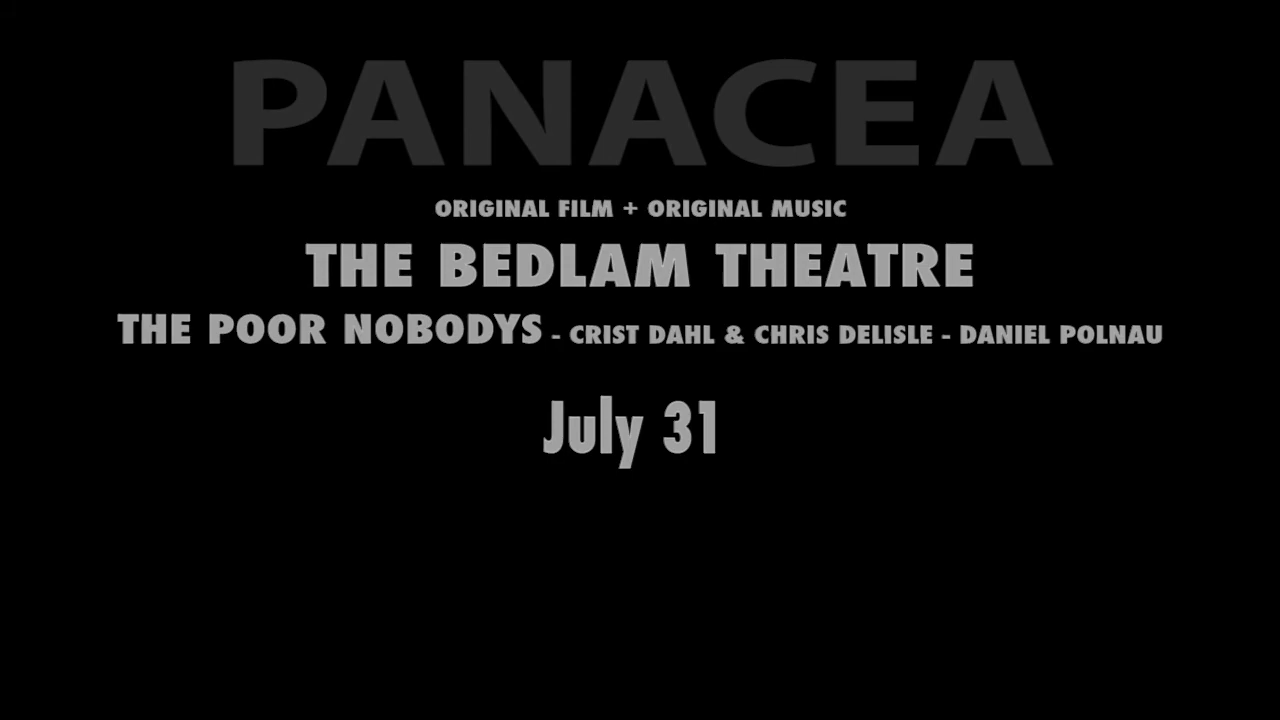 PANACEA
ORIGINAL FILM + ORIGINAL MUSIC
THE BEDLAM THEATRE
THE POOR NOBODYS - CRIST DAHL & CHRIS DELISLE - DANIEL POLNAU
July 31